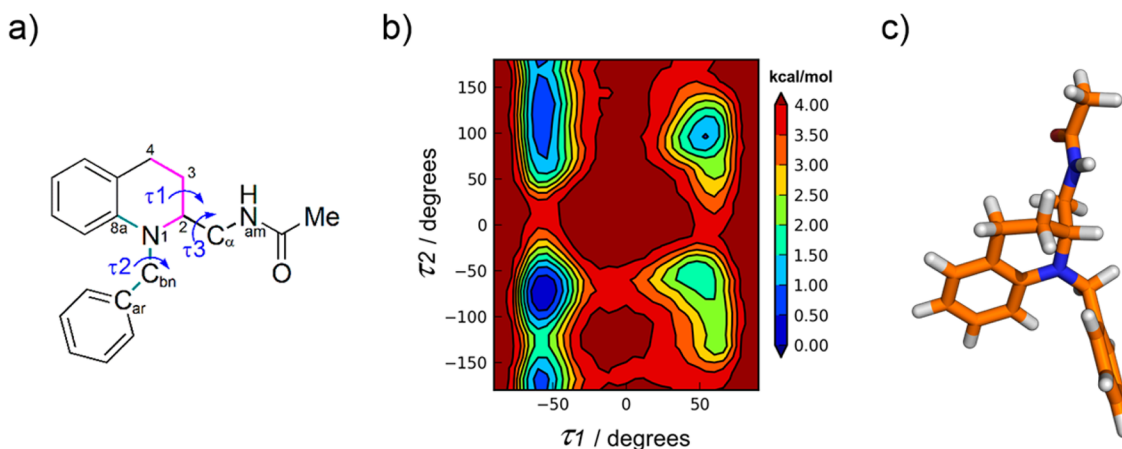 a)
b)
c)
4
3
τ1
H
N
am
Me
8a
N
1
2
C
α
τ3
O
τ2
C
bn
C
ar
kcal/mol
4.00
3.50
3.00
2.50
2.00
1.50
1.00
0.50
0.00
150
100
50
0
−50
−100
−150
τ2 / degrees
−50
0
50
τ1 / degrees